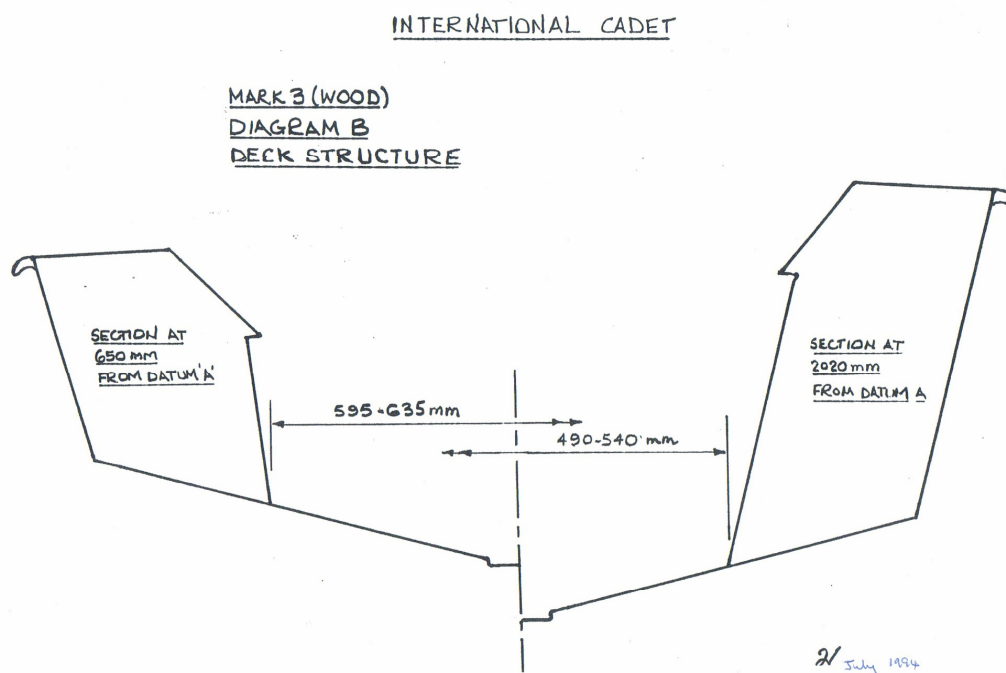 INTERNATIONAL CADET
MARK 3 (WOOD)
DIAGRAM B
DECK STRUCTURE
SECTION AT
650 mm
FROM DATUM 'A'
SECTION AT
2020 mm
FROM DATUM A
595-635 mm
490-540 mm
July 1994